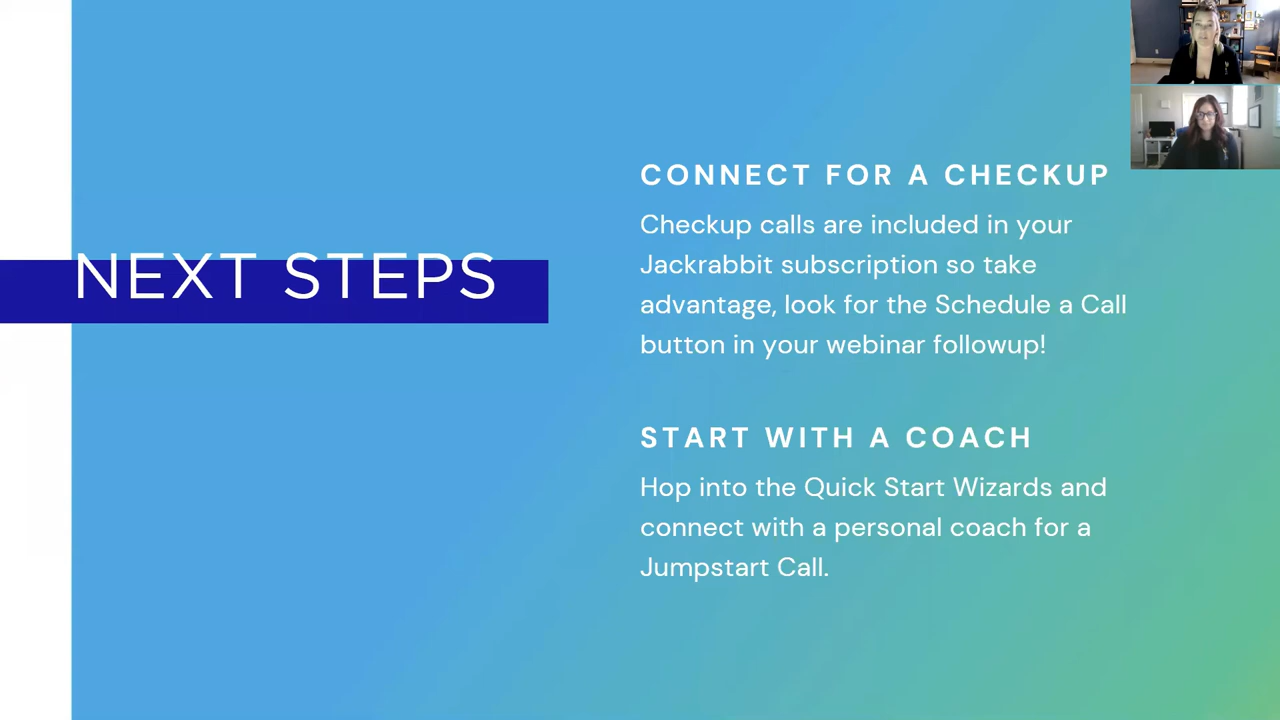 NEXT STEPS
CONNECT FOR A CHECKUP
Checkup calls are included in your
Jackrabbit subscription so take
advantage, look for the Schedule a Call
button in your webinar followup!
START WITH A COACH
Hop into the Quick Start Wizards and
connect with a personal coach for a
Jumpstart Call.